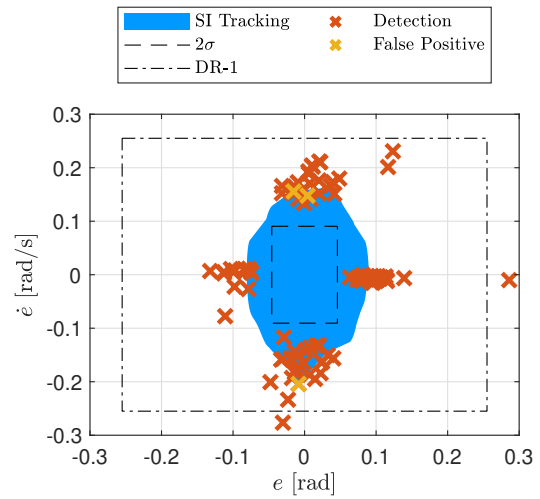 SI Tracking
2σ
DR-1
Detection
False Positive
0.3
0.2
0.1
0
-0.1
-0.2
-0.3
ė [rad/s]
-0.3 -0.2 -0.1 0 0.1 0.2 0.3
e [rad]